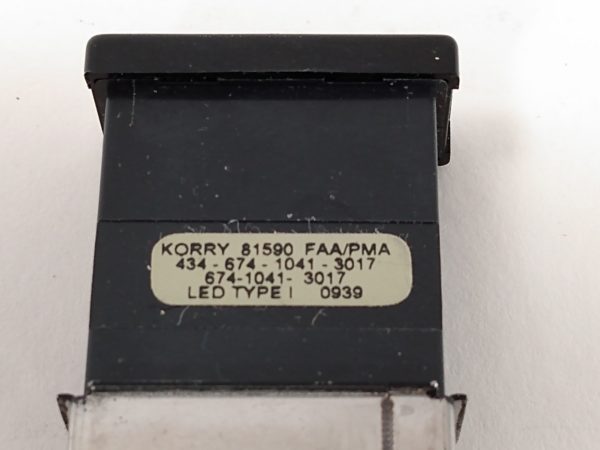 KORRY 81590 FAA/PMA
434 - 674 - 1041 - 3017
674-1041- 3017
LED TYPE I 0939